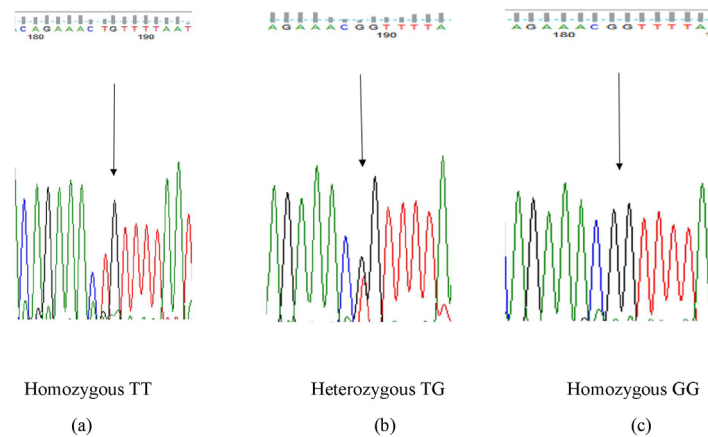 CAGAAACTGTTTTAAT
180 190
AGAAACGGTTTTA
190
AGAAACGGTTTTA
180
Homozygous TT
Heterozygous TG
Homozygous GG
(a)
(b)
(c)